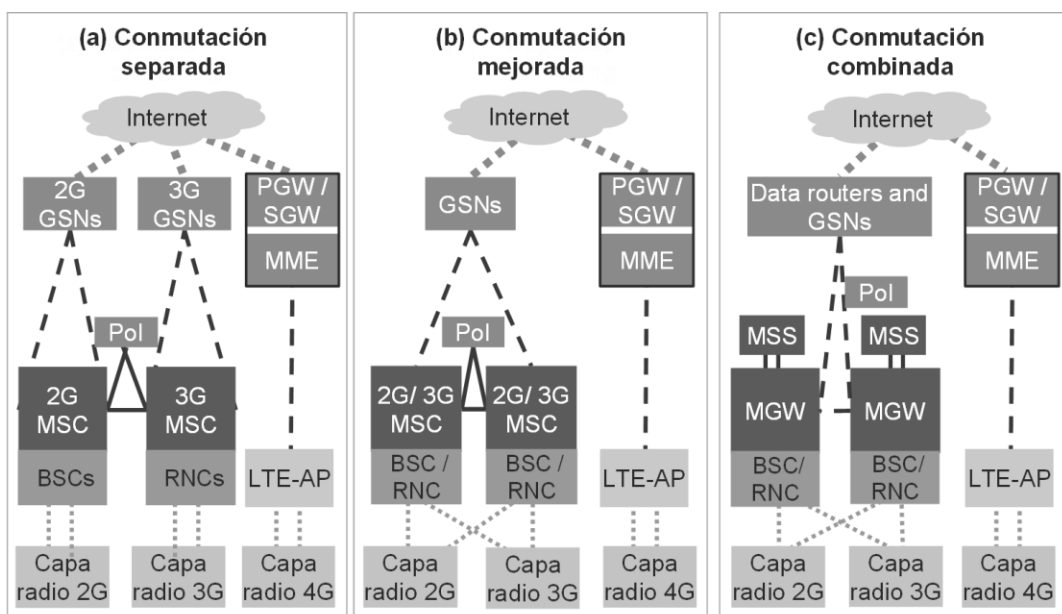 (a) Conmutación
separada
Internet
2G
GSNs
3G
GSNs
PGW /
SGW
MME
PoI
2G
MSC
3G
MSC
BSCs
RNCs
LTE-AP
Capa
radio 2G
Capa
radio 3G
Capa
radio 4G
(b) Conmutación
mejorada
Internet
GSNs
PGW /
SGW
MME
PoI
2G/ 3G
MSC
2G/ 3G
MSC
BSC /
RNC
BSC /
RNC
LTE-AP
Capa
radio 2G
Capa
radio 3G
Capa
radio 4G
(c) Conmutación
combinada
Internet
Data routers and
GSNs
PGW /
SGW
MME
PoI
MSS
MSS
MGW
MGW
BSC/
RNC
BSC/
RNC
LTE-AP
Capa
radio 2G
Capa
radio 3G
Capa
radio 4G